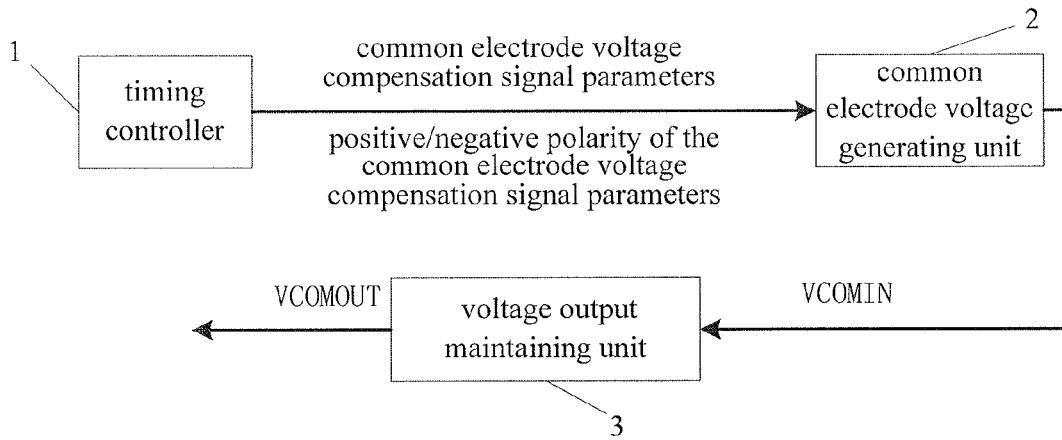 1
timing
controller
common electrode voltage
compensation signal parameters
positive/negative polarity of the
common electrode voltage
compensation signal parameters
2
common
electrode voltage
generating unit
VCOMOUT
voltage output
maintaining unit
VCOMIN
3